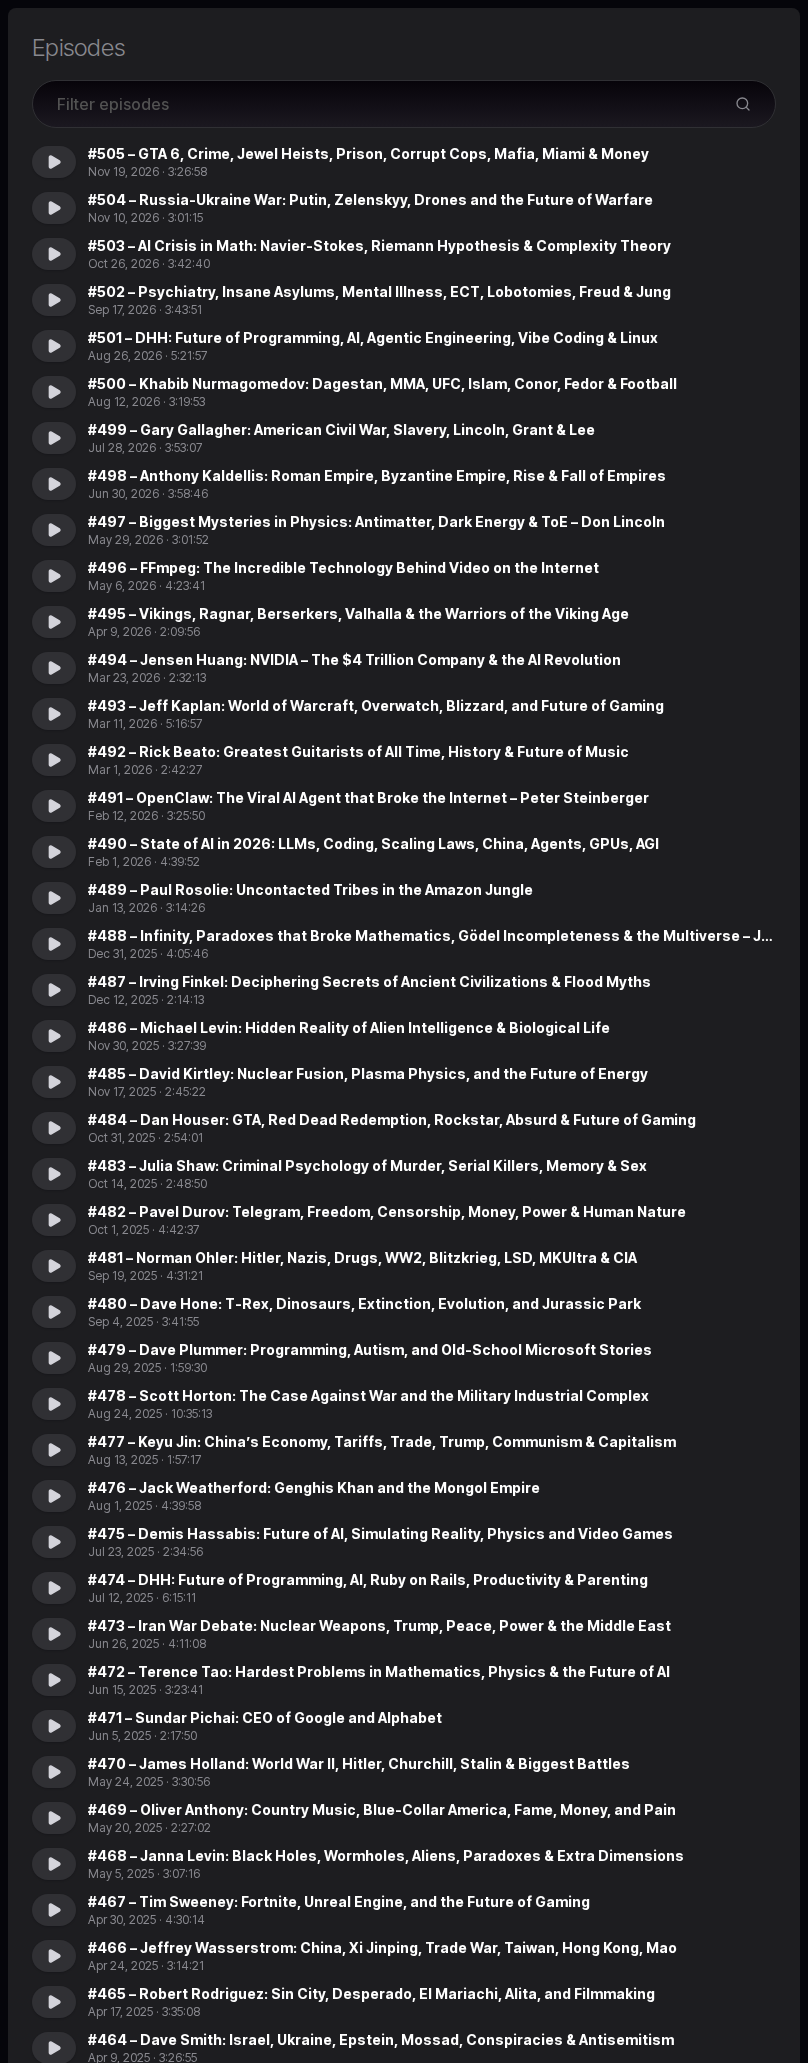 Episodes
Filter episodes
#505 – GTA 6, Crime, Jewel Heists, Prison, Corrupt Cops, Mafia, Miami & Money
Nov 19, 2026 · 3:26:58
#504 – Russia-Ukraine War: Putin, Zelenskyy, Drones and the Future of Warfare
Nov 10, 2026 · 3:01:15
#503 – AI Crisis in Math: Navier-Stokes, Riemann Hypothesis & Complexity Theory
Oct 26, 2026 · 3:42:40
#502 – Psychiatry, Insane Asylums, Mental Illness, ECT, Lobotomies, Freud & Jung
Sep 17, 2026 · 3:43:51
#501 – DHH: Future of Programming, AI, Agentic Engineering, Vibe Coding & Linux
Aug 26, 2026 · 5:21:57
#500 – Khabib Nurmagomedov: Dagestan, MMA, UFC, Islam, Conor, Fedor & Football
Aug 12, 2026 · 3:19:53
#499 – Gary Gallagher: American Civil War, Slavery, Lincoln, Grant & Lee
Jul 28, 2026 · 3:53:07
#498 – Anthony Kaldellis: Roman Empire, Byzantine Empire, Rise & Fall of Empires
Jun 30, 2026 · 3:58:46
#497 – Biggest Mysteries in Physics: Antimatter, Dark Energy & ToE – Don Lincoln
May 29, 2026 · 3:01:52
#496 – FFmpeg: The Incredible Technology Behind Video on the Internet
May 6, 2026 · 4:23:41
#495 – Vikings, Ragnar, Berserkers, Valhalla & the Warriors of the Viking Age
Apr 9, 2026 · 2:09:56
#494 – Jensen Huang: NVIDIA – The $4 Trillion Company & the AI Revolution
Mar 23, 2026 · 2:32:13
#493 – Jeff Kaplan: World of Warcraft, Overwatch, Blizzard, and Future of Gaming
Mar 11, 2026 · 5:16:57
#492 – Rick Beato: Greatest Guitarists of All Time, History & Future of Music
Mar 1, 2026 · 2:42:27
#491 – OpenClaw: The Viral AI Agent that Broke the Internet – Peter Steinberger
Feb 12, 2026 · 3:25:50
#490 – State of AI in 2026: LLMs, Coding, Scaling Laws, China, Agents, GPUs, AGI
Feb 1, 2026 · 4:39:52
#489 – Paul Rosolie: Uncontacted Tribes in the Amazon Jungle
Jan 13, 2026 · 3:14:26
#488 – Infinity, Paradoxes that Broke Mathematics, Gödel Incompleteness & the Multiverse – J...
Dec 31, 2025 · 4:05:46
#487 – Irving Finkel: Deciphering Secrets of Ancient Civilizations & Flood Myths
Dec 12, 2025 · 2:14:13
#486 – Michael Levin: Hidden Reality of Alien Intelligence & Biological Life
Nov 30, 2025 · 3:27:39
#485 – David Kirtley: Nuclear Fusion, Plasma Physics, and the Future of Energy
Nov 17, 2025 · 2:45:22
#484 – Dan Houser: GTA, Red Dead Redemption, Rockstar, Absurd & Future of Gaming
Oct 31, 2025 · 2:54:01
#483 – Julia Shaw: Criminal Psychology of Murder, Serial Killers, Memory & Sex
Oct 14, 2025 · 2:48:50
#482 – Pavel Durov: Telegram, Freedom, Censorship, Money, Power & Human Nature
Oct 1, 2025 · 4:42:37
#481 – Norman Ohler: Hitler, Nazis, Drugs, WW2, Blitzkrieg, LSD, MKUltra & CIA
Sep 19, 2025 · 4:31:21
#480 – Dave Hone: T-Rex, Dinosaurs, Extinction, Evolution, and Jurassic Park
Sep 4, 2025 · 3:41:55
#479 – Dave Plummer: Programming, Autism, and Old-School Microsoft Stories
Aug 29, 2025 · 1:59:30
#478 – Scott Horton: The Case Against War and the Military Industrial Complex
Aug 24, 2025 · 10:35:13
#477 – Keyu Jin: China’s Economy, Tariffs, Trade, Trump, Communism & Capitalism
Aug 13, 2025 · 1:57:17
#476 – Jack Weatherford: Genghis Khan and the Mongol Empire
Aug 1, 2025 · 4:39:58
#475 – Demis Hassabis: Future of AI, Simulating Reality, Physics and Video Games
Jul 23, 2025 · 2:34:56
#474 – DHH: Future of Programming, AI, Ruby on Rails, Productivity & Parenting
Jul 12, 2025 · 6:15:11
#473 – Iran War Debate: Nuclear Weapons, Trump, Peace, Power & the Middle East
Jun 26, 2025 · 4:11:08
#472 – Terence Tao: Hardest Problems in Mathematics, Physics & the Future of AI
Jun 15, 2025 · 3:23:41
#471 – Sundar Pichai: CEO of Google and Alphabet
Jun 5, 2025 · 2:17:50
#470 – James Holland: World War II, Hitler, Churchill, Stalin & Biggest Battles
May 24, 2025 · 3:30:56
#469 – Oliver Anthony: Country Music, Blue-Collar America, Fame, Money, and Pain
May 20, 2025 · 2:27:02
#468 – Janna Levin: Black Holes, Wormholes, Aliens, Paradoxes & Extra Dimensions
May 5, 2025 · 3:07:16
#467 – Tim Sweeney: Fortnite, Unreal Engine, and the Future of Gaming
Apr 30, 2025 · 4:30:14
#466 – Jeffrey Wasserstrom: China, Xi Jinping, Trade War, Taiwan, Hong Kong, Mao
Apr 24, 2025 · 3:14:21
#465 – Robert Rodriguez: Sin City, Desperado, El Mariachi, Alita, and Filmmaking
Apr 17, 2025 · 3:35:08
#464 – Dave Smith: Israel, Ukraine, Epstein, Mossad, Conspiracies & Antisemitism
Apr 9, 2025 · 3:26:55